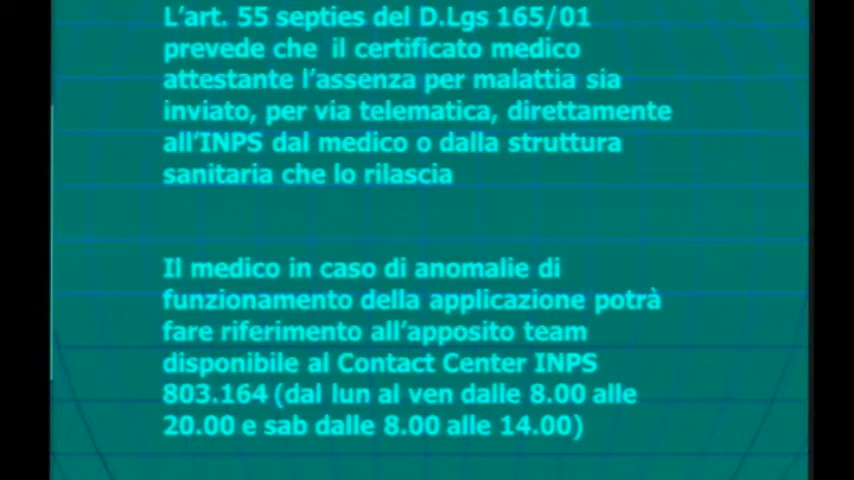 L’art. 55 septies del D.Lgs 165/01
prevede che il certificato medico
attestante l’assenza per malattia sia
inviato, per via telematica, direttamente
all’INPS dal medico o dalla struttura
sanitaria che lo rilascia
Il medico in caso di anomalie di
funzionamento della applicazione potrà
fare riferimento all’apposito team
disponibile al Contact Center INPS
803.164 (dal lun al ven dalle 8.00 alle
20.00 e sab dalle 8.00 alle 14.00)